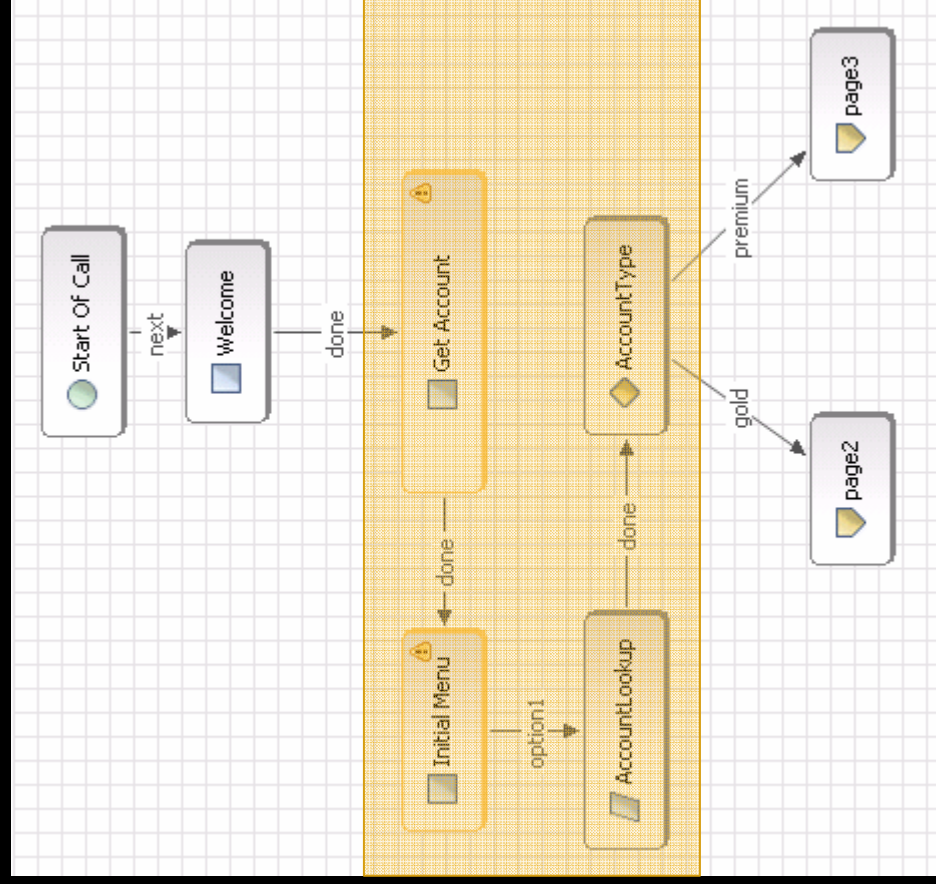 Start Of Call
next
Welcome
done
Get Account
done
Initial Menu
option1
AccountLookup
done
AccountType
premium
page3
gold
page2